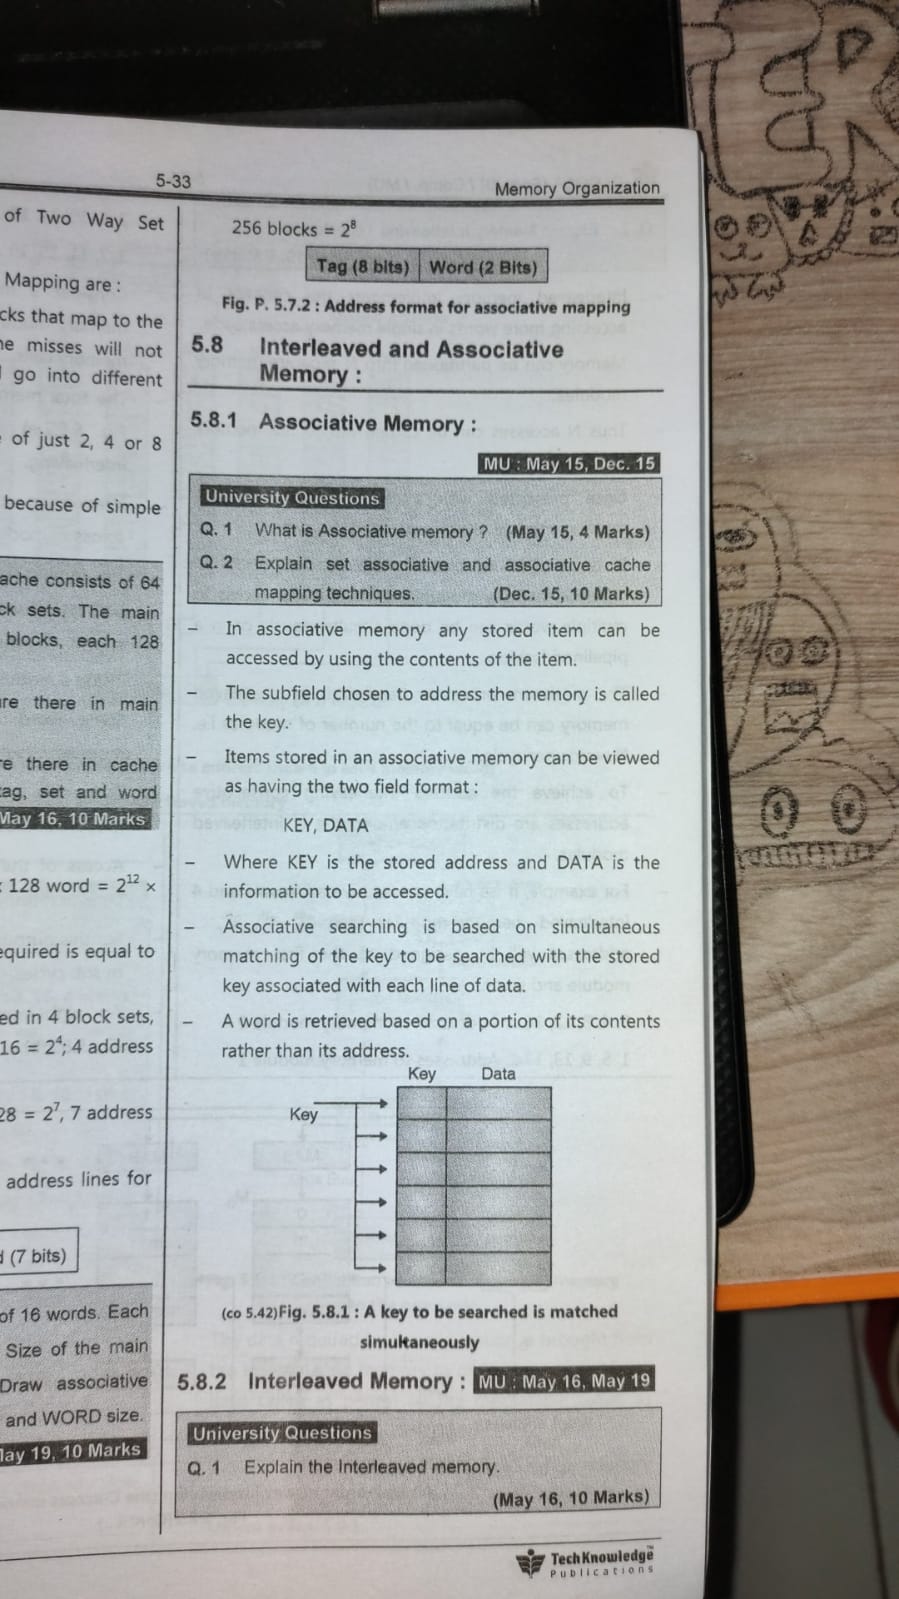 5-33
Memory Organization
of Two Way Set
Mapping are :
cks that map to the
misses will not
go into different
of just 2, 4 or 8
because of simple
ache consists of 64
ck sets. The main
blocks, each 128
are there in main
re there in cache
tag, set and word
May 16, 10 Marks
128 word = 2¹² ×
equired is equal to
ed in 4 block sets,
16 = 2⁴; 4 address
28 = 2⁷, 7 address
address lines for
(7 bits)
of 16 words. Each
Size of the main
Draw associative
and WORD size.
May 19, 10 Marks
256 blocks = 2⁸
Tag (8 bits) Word (2 Bits)
Fig. P. 5.7.2 : Address format for associative mapping
5.8 Interleaved and Associative
Memory :
5.8.1 Associative Memory :
MU : May 15, Dec. 15
University Questions
Q. 1 What is Associative memory ? (May 15, 4 Marks)
Q. 2 Explain set associative and associative cache
mapping techniques. (Dec. 15, 10 Marks)
– In associative memory any stored item can be
accessed by using the contents of the item.
– The subfield chosen to address the memory is called
the key.
– Items stored in an associative memory can be viewed
as having the two field format :
KEY, DATA
– Where KEY is the stored address and DATA is the
information to be accessed.
– Associative searching is based on simultaneous
matching of the key to be searched with the stored
key associated with each line of data.
– A word is retrieved based on a portion of its contents
rather than its address.
Key Data
Key
(co 5.42)Fig. 5.8.1 : A key to be searched is matched
simultaneously
5.8.2 Interleaved Memory : MU : May 16, May 19
University Questions
Q. 1 Explain the Interleaved memory.
(May 16, 10 Marks)
TechKnowledge™
Publications